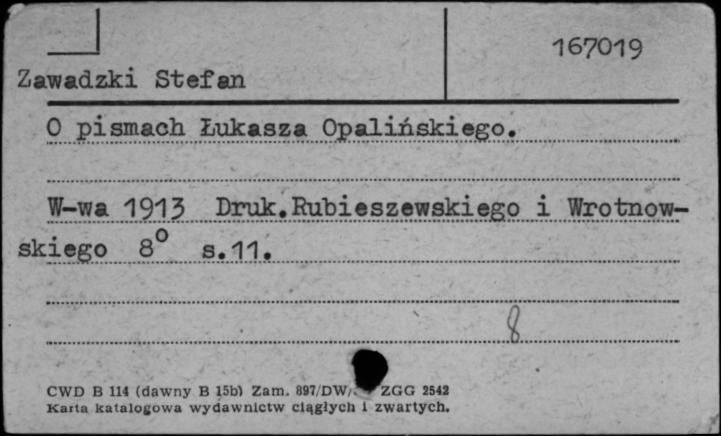 167019
Zawadzki Stefan
O pismach Łukasza Opalińskiego.
W-wa 1913 Druk.Rubieszewskiego i Wrotnow-
skiego 8⁰ s.11.
8
CWD B 114 (dawny B 15b) Zam. 897/DW/ ZGG 2542
Karta katalogowa wydawnictw ciągłych i zwartych.